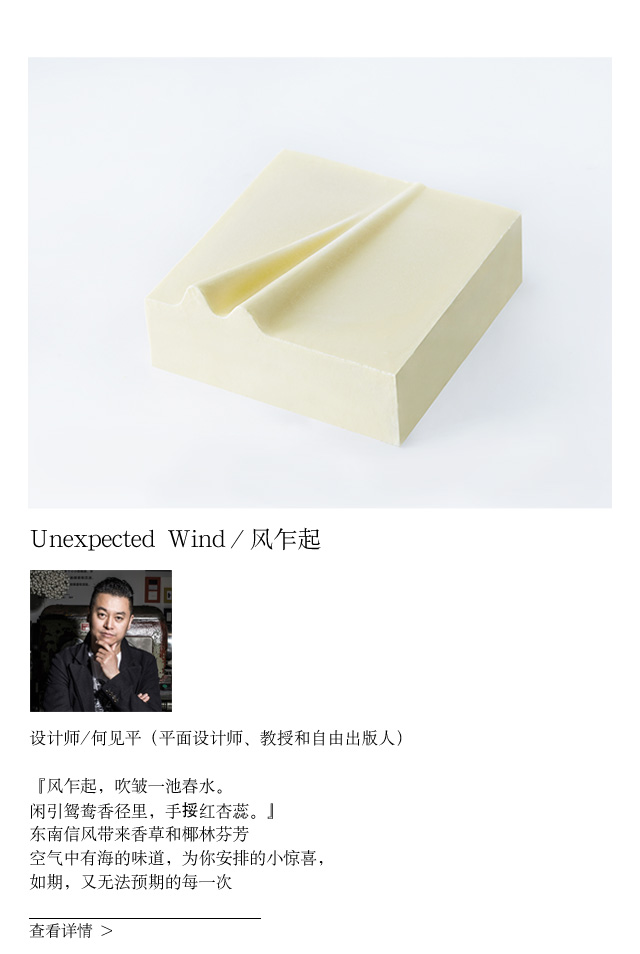 Unexpected Wind / 风乍起
设计师/何见平（平面设计师、教授和自由出版人）
『风乍起，吹皱一池春水。
闲引鸳鸯香径里，手挼红杏蕊。』
东南信风带来香草和椰林芬芳
空气中有海的味道，为你安排的小惊喜，
如期，又无法预期的每一次
查看详情 >